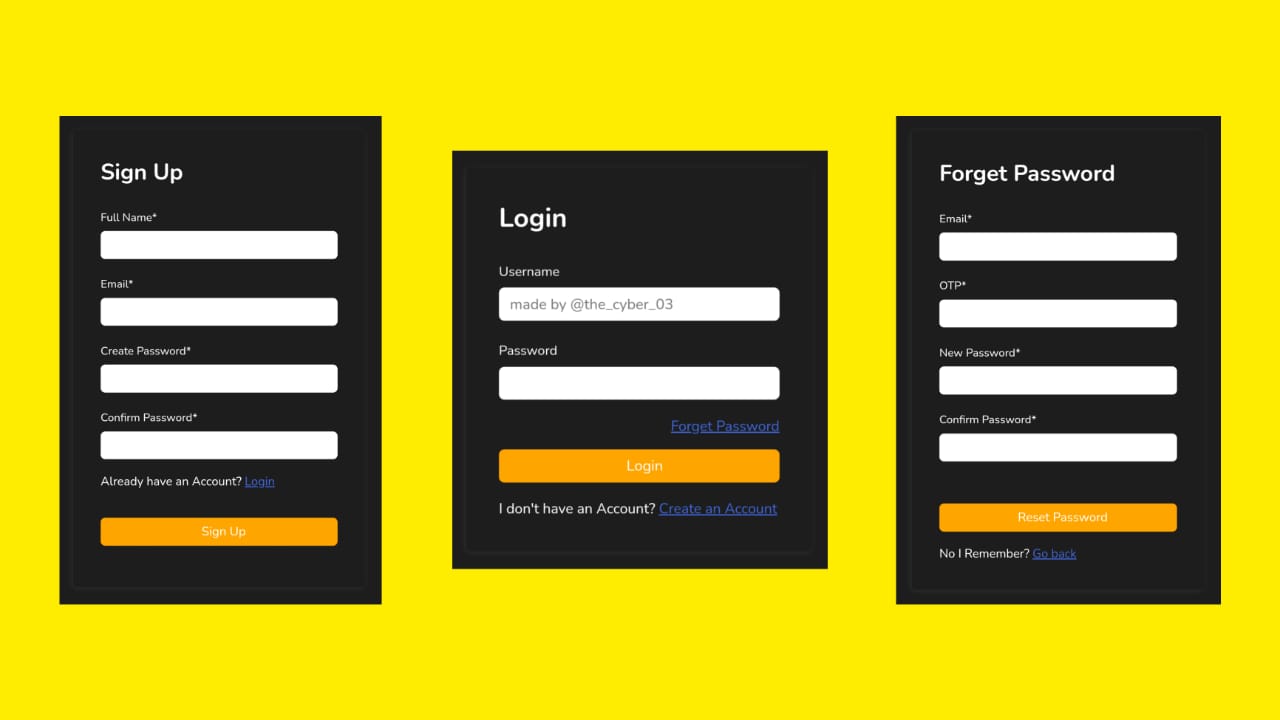 Sign Up
Full Name*
Email*
Create Password*
Confirm Password*
Already have an Account? Login
Sign Up
Login
Username
made by @the_cyber_03
Password
Forget Password
Login
I don't have an Account? Create an Account
Forget Password
Email*
OTP*
New Password*
Confirm Password*
Reset Password
No I Remember? Go back